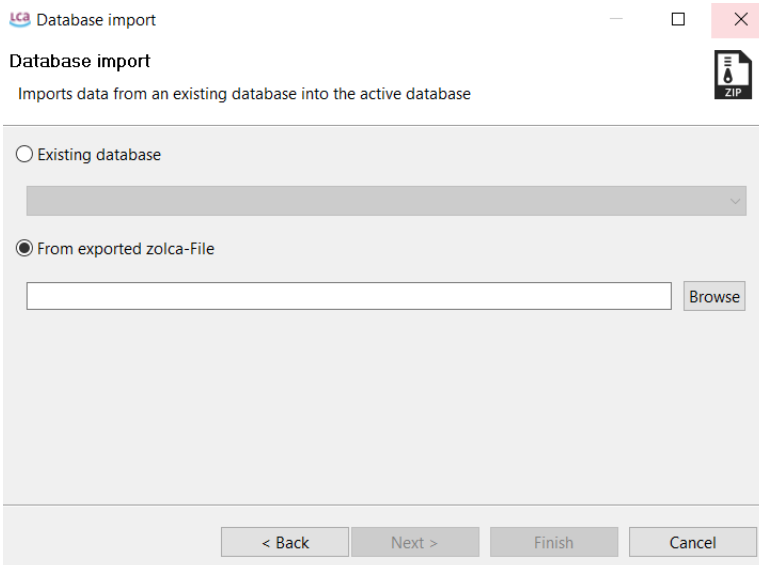 LCA Database import
Database import
Imports data from an existing database into the active database
ZIP
Existing database
From exported zolca-File
Browse
< Back Next > Finish Cancel